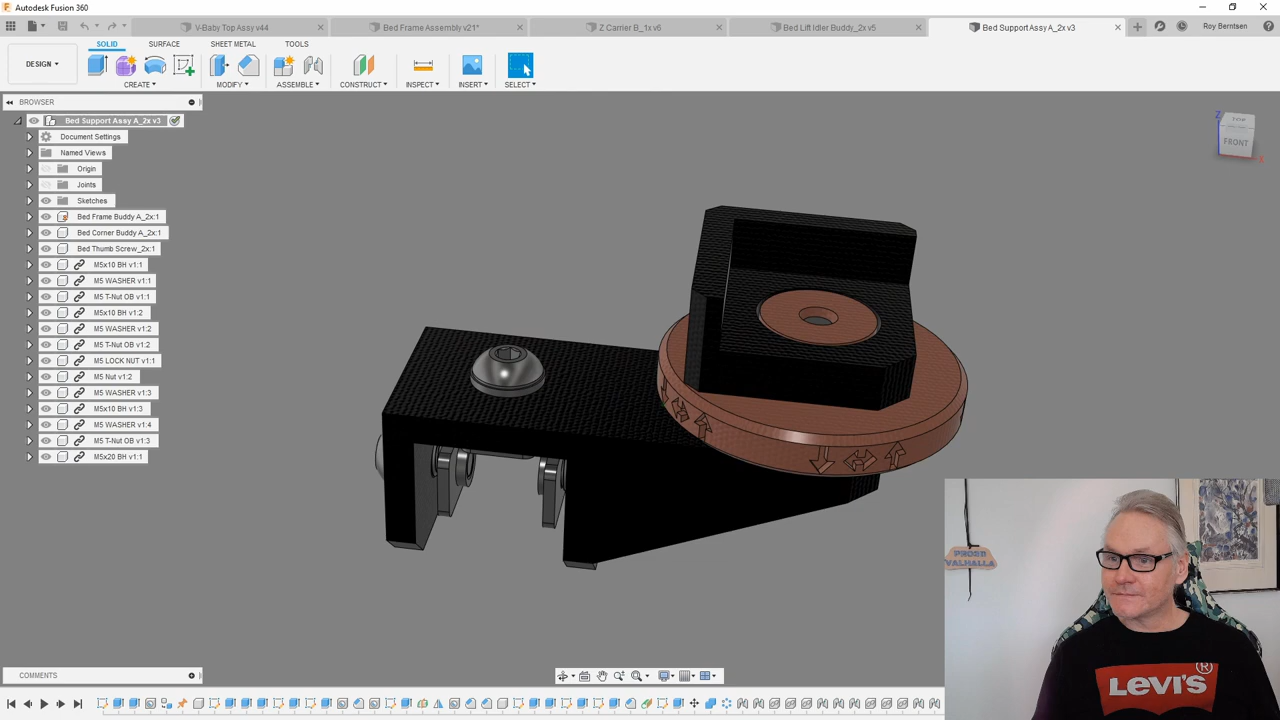 Autodesk Fusion 360
V-Baby Top Assy v44
Bed Frame Assembly v21*
Z Carrier B_1x v6
Bed Lift Idler Buddy_2x v5
Bed Support Assy A_2x v3
Roy Berntsen
SOLID
SURFACE
SHEET METAL
TOOLS
DESIGN
CREATE
MODIFY
ASSEMBLE
CONSTRUCT
INSPECT
INSERT
SELECT
BROWSER
Bed Support Assy A_2x v3
Document Settings
Named Views
Origin
Joints
Sketches
Bed Frame Buddy A_2x:1
Bed Corner Buddy A_2x:1
Bed Thumb Screw_2x:1
M5x10 BH v1:1
M5 WASHER v1:1
M5 T-Nut OB v1:1
M5x10 BH v1:2
M5 WASHER v1:2
M5 T-Nut OB v1:2
M5 LOCK NUT v1:1
M5 Nut v1:2
M5 WASHER v1:3
M5x10 BH v1:3
M5 WASHER v1:4
M5 T-Nut OB v1:3
M5x20 BH v1:1
Z
FRONT
X
VALHALLA
LEVI'S
®
COMMENTS